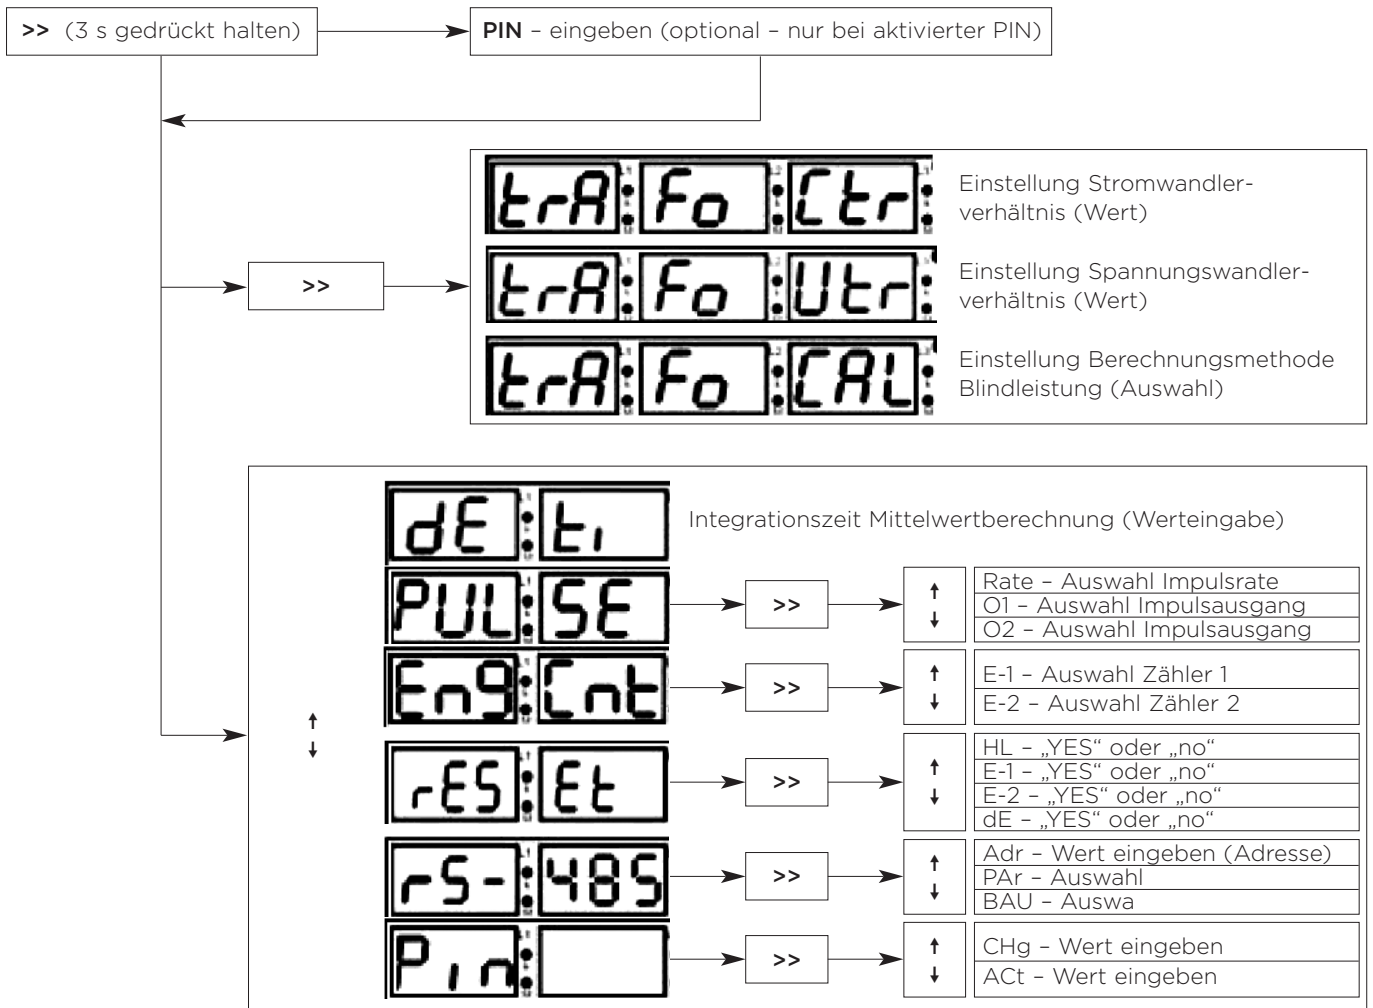 >> (3 s gedrückt halten)
PIN – eingeben (optional – nur bei aktivierter PIN)
trA Fo Ctr
Einstellung Stromwandler-
verhältnis (Wert)
>>
trA Fo Utr
Einstellung Spannungswandler-
verhältnis (Wert)
trA Fo CAL
Einstellung Berechnungsmethode
Blindleistung (Auswahl)
dE ti
Integrationszeit Mittelwertberechnung (Werteingabe)
PUL SE
>>
↑
↓
Rate – Auswahl Impulsrate
O1 – Auswahl Impulsausgang
O2 – Auswahl Impulsausgang
Eng Cnt
>>
↑
↓
E-1 – Auswahl Zähler 1
E-2 – Auswahl Zähler 2
↑
↓
rES Et
>>
↑
↓
HL – „YES“ oder „no“
E-1 – „YES“ oder „no“
E-2 – „YES“ oder „no“
dE – „YES“ oder „no“
rS- 485
>>
↑
↓
Adr – Wert eingeben (Adresse)
PAr – Auswahl
BAU – Auswa
Pin
>>
↑
↓
CHg – Wert eingeben
ACt – Wert eingeben